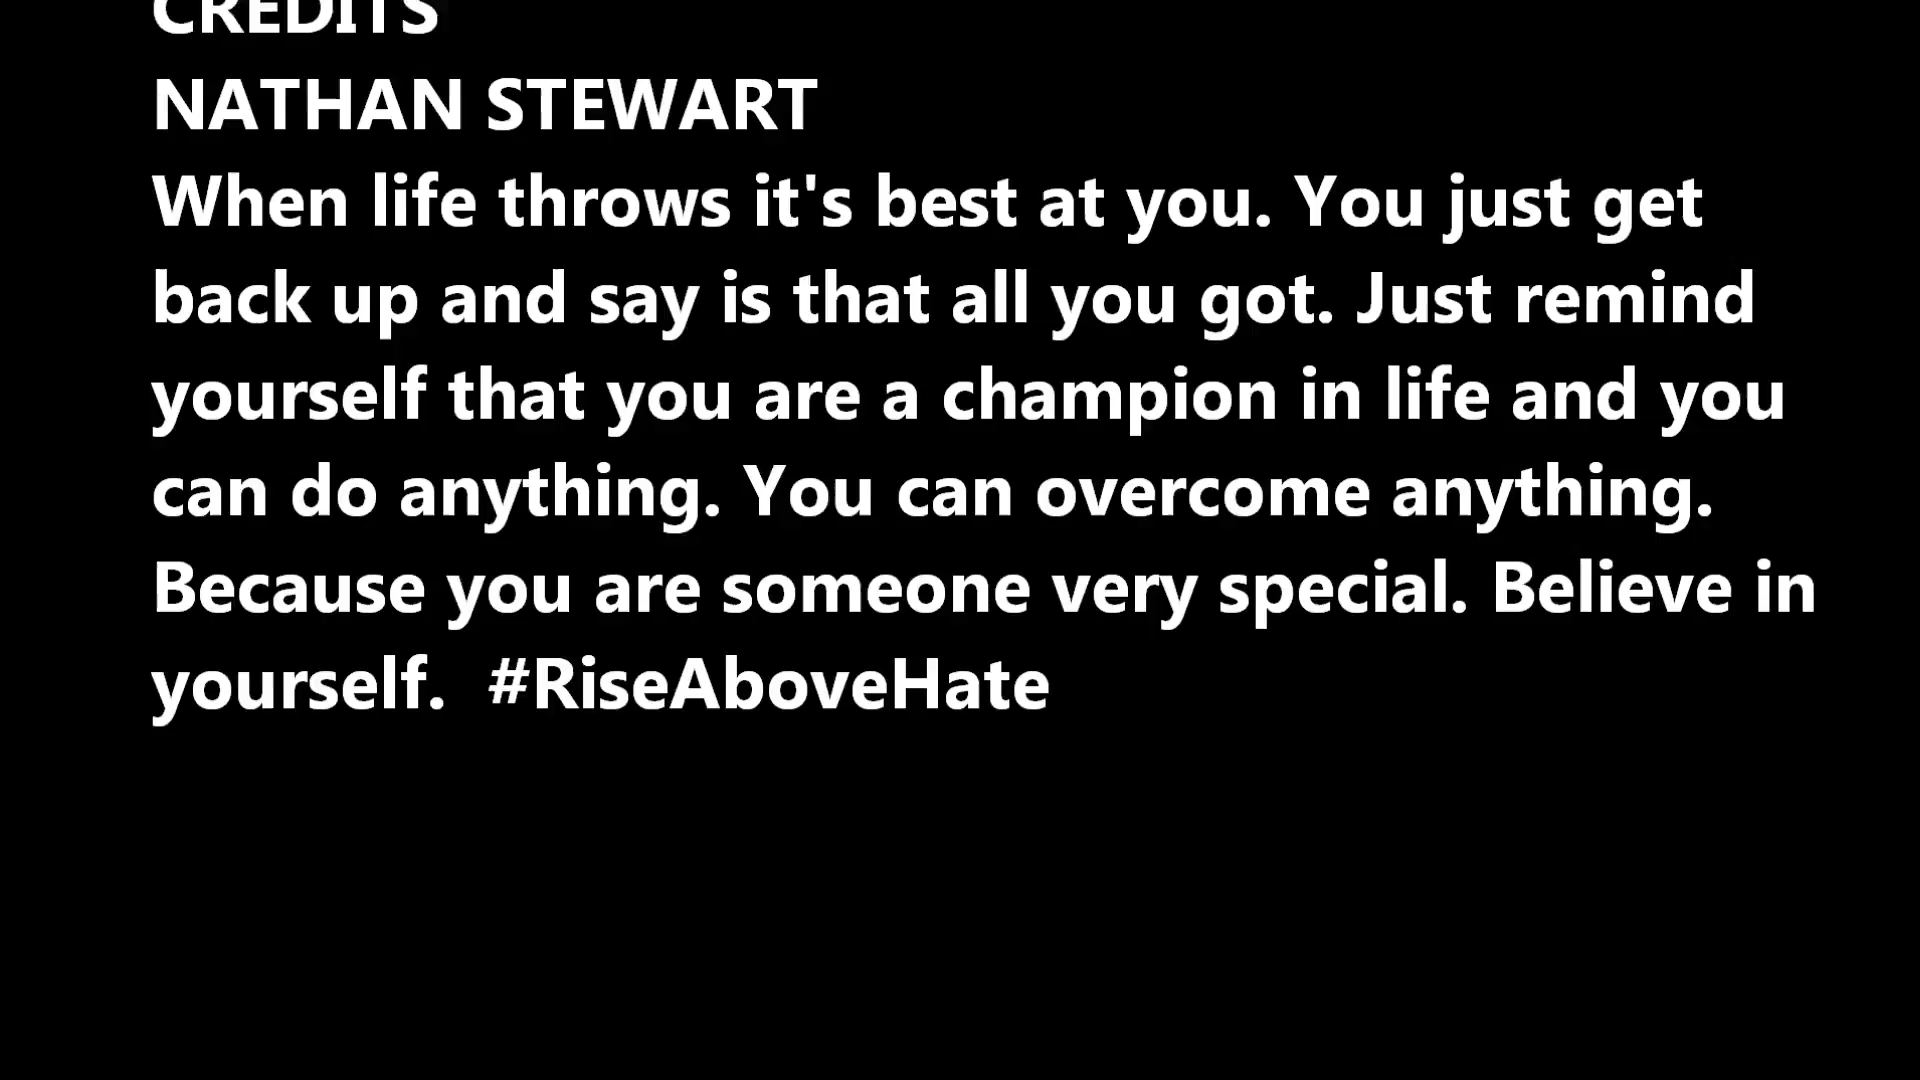 CREDITS
NATHAN STEWART
When life throws it's best at you. You just get
back up and say is that all you got. Just remind
yourself that you are a champion in life and you
can do anything. You can overcome anything.
Because you are someone very special. Believe in
yourself.  #RiseAboveHate